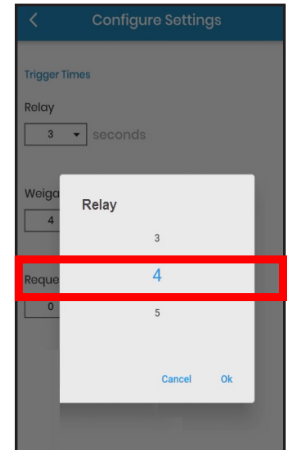 Configure Settings
Trigger Times
Relay
3 seconds
Weiga
4
Relay
3
4
5
Reque
0
Cancel Ok